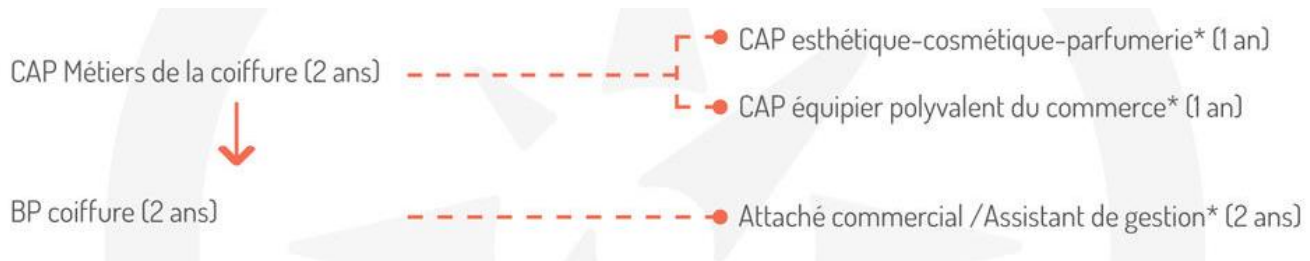 CAP Métiers de la coiffure (2 ans)
CAP esthétique-cosmétique-parfumerie* (1 an)
CAP équipier polyvalent du commerce* (1 an)
BP coiffure (2 ans)
Attaché commercial /Assistant de gestion* (2 ans)